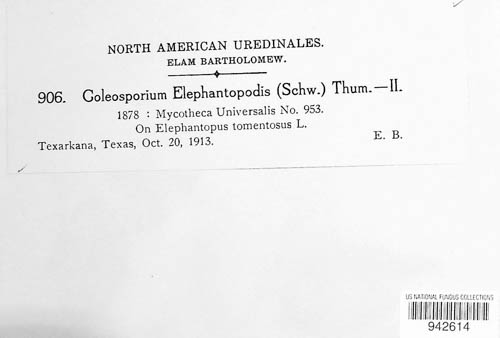 NORTH AMERICAN UREDINALES.
ELAM BARTHOLOMEW.
906. Coleosporium Elephantopodis (Schw.) Thum.—II.
1878 : Mycotheca Universalis No. 953.
On Elephantopus tomentosus L.
Texarkana, Texas, Oct. 20, 1913. E. B.
US NATIONAL FUNGUS COLLECTIONS
942614